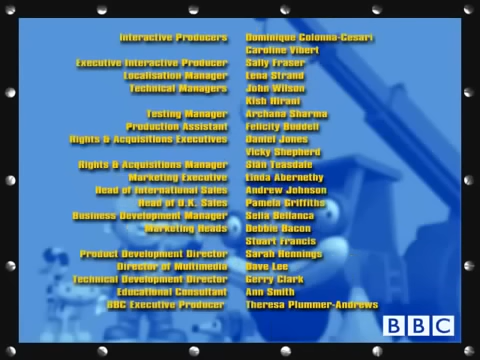 Interactive Producers Dominique Colonna-Cesari
Caroline Vibert
Executive Interactive Producer Sally Fraser
Localisation Manager Lena Strand
Technical Managers John Wilson
Kish Hirani
Testing Manager Archana Sharma
Production Assistant Felicity Bundell
Rights & Acquisitions Executives Daniel Jones
Vicky Shepherd
Rights & Acquisitions Manager Siân Teasdale
Marketing Executive Linda Abernethy
Head of International Sales Andrew Johnson
Head of U.K. Sales Pamela Griffiths
Business Development Manager Seila Bellanca
Marketing Heads Debbie Bacon
Stuart Francis
Product Development Director Sarah Hennings
Director of Multimedia Dave Lee
Technical Development Director Gerry Clark
Educational Consultant Ann Smith
BBC Executive Producer Theresa Plummer-Andrews
BBC